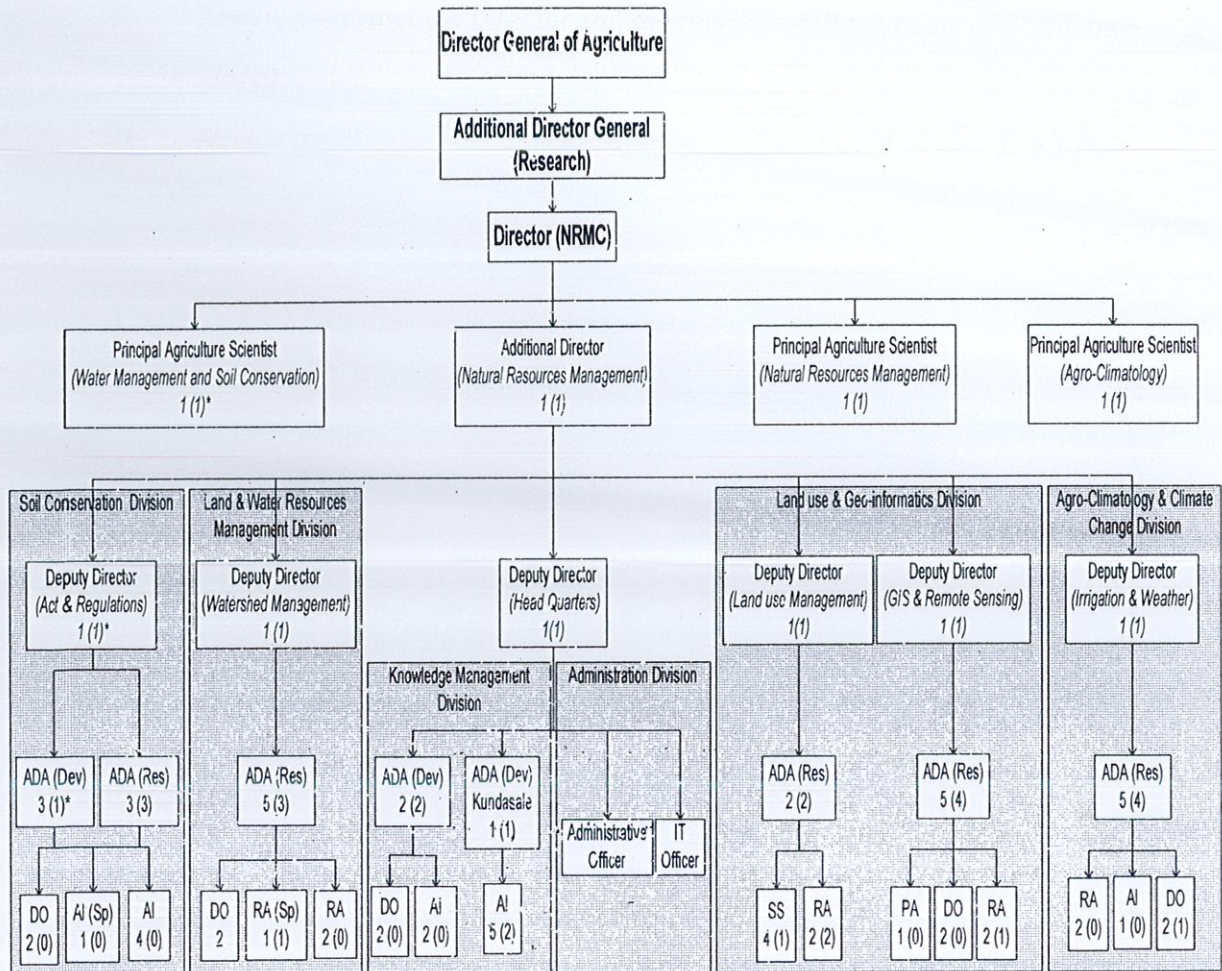 Director General of Agriculture
Additional Director General
(Research)
Director (NRMC)
Principal Agriculture Scientist
(Water Management and Soil Conservation)
1 (1)*
Additional Director
(Natural Resources Management)
1 (1)
Principal Agriculture Scientist
(Natural Resources Management)
1 (1)
Principal Agriculture Scientist
(Agro-Climatology)
1 (1)
Soil Conservation Division
Land & Water Resources
Management Division
Land use & Geo-informatics Division
Agro-Climatology & Climate
Change Division
Deputy Director
(Act & Regulations)
1 (1)*
Deputy Director
(Watershed Management)
1 (1)
Deputy Director
(Head Quarters)
1(1)
Deputy Director
(Land use Management)
1(1)
Deputy Director
(GIS & Remote Sensing)
1 (1)
Deputy Director
(Irrigation & Weather)
1 (1)
Knowledge Management
Division
Administration Division
ADA (Dev)
3 (1)*
ADA (Res)
3 (3)
ADA (Res)
5 (3)
ADA (Dev)
2 (2)
ADA (Dev)
Kundasale
1 (1)
Administrative
Officer
IT
Officer
ADA (Res)
2 (2)
ADA (Res)
5 (4)
ADA (Res)
5 (4)
DO
2 (0)
AI (Sp)
1 (0)
AI
4 (0)
DO
2
RA (Sp)
1 (1)
RA
2 (0)
DO
2 (0)
Ai
2 (0)
AI
5 (2)
SS
4 (1)
RA
2 (2)
PA
1 (0)
DO
2 (0)
RA
2 (1)
RA
2 (0)
AI
1 (0)
DO
2 (1)